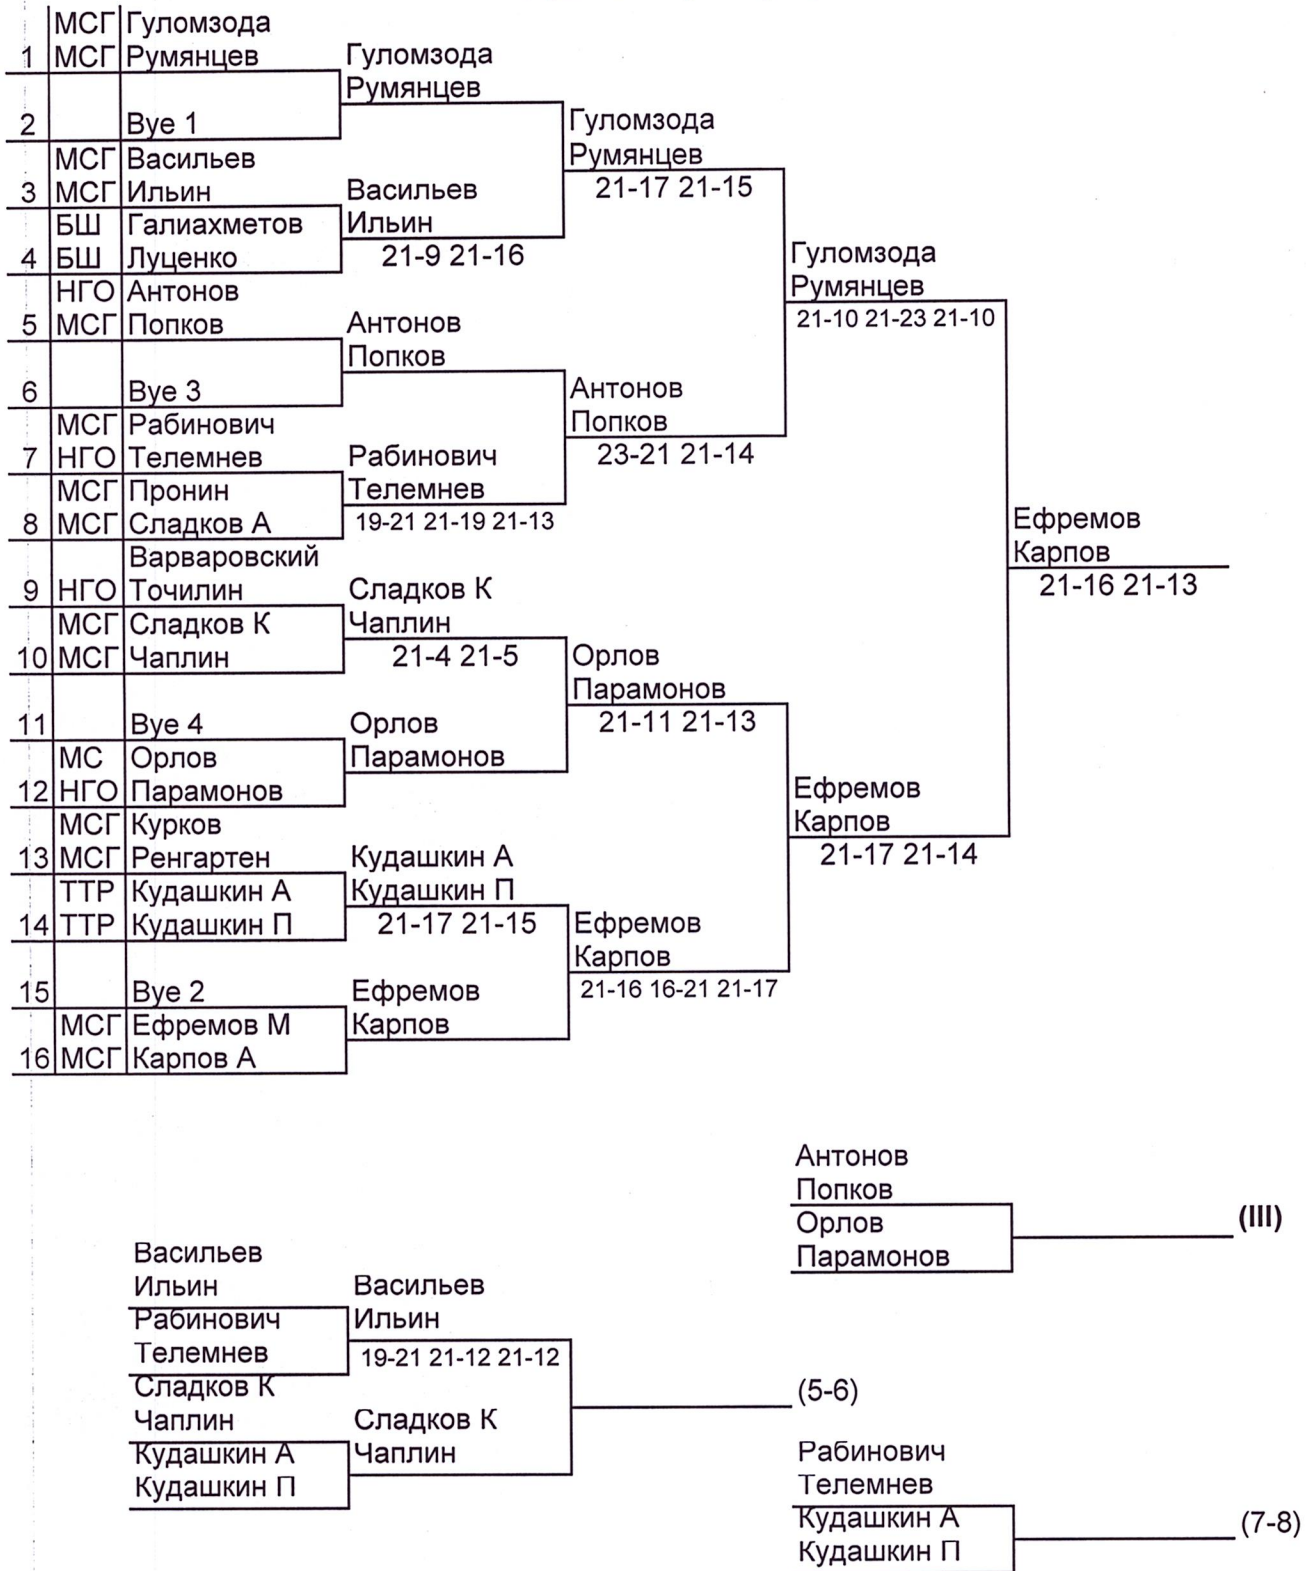 МСГ Гуломзода
1 МСГ Румянцев
Гуломзода
Румянцев
2 Bye 1
Гуломзода
Румянцев
21-17 21-15
МСГ Васильев
3 МСГ Ильин
Васильев
Ильин
21-9 21-16
БШ Галиахметов
4 БШ Луценко
Гуломзода
Румянцев
21-10 21-23 21-10
НГО Антонов
5 МСГ Попков
Антонов
Попков
6 Bye 3
Антонов
Попков
23-21 21-14
МСГ Рабинович
7 НГО Телемнев
Рабинович
Телемнев
19-21 21-19 21-13
МСГ Пронин
8 МСГ Сладков А
Ефремов
Карпов
21-16 21-13
Варваровский
9 НГО Точилин
Сладков К
Чаплин
21-4 21-5
МСГ Сладков К
10 МСГ Чаплин
Орлов
Парамонов
21-11 21-13
11 Bye 4
Орлов
Парамонов
МС Орлов
12 НГО Парамонов
Ефремов
Карпов
21-17 21-14
МСГ Курков
13 МСГ Ренгартен
Кудашкин А
Кудашкин П
21-17 21-15
ТТР Кудашкин А
14 ТТР Кудашкин П
Ефремов
Карпов
21-16 16-21 21-17
15 Bye 2
Ефремов
Карпов
МСГ Ефремов М
16 МСГ Карпов А
Антонов
Попков
Орлов
Парамонов
(III)
Васильев
Ильин
Рабинович
Телемнев
Васильев
Ильин
19-21 21-12 21-12
Сладков К
Чаплин
Кудашкин А
Кудашкин П
Сладков К
Чаплин
(5-6)
Рабинович
Телемнев
Кудашкин А
Кудашкин П
(7-8)